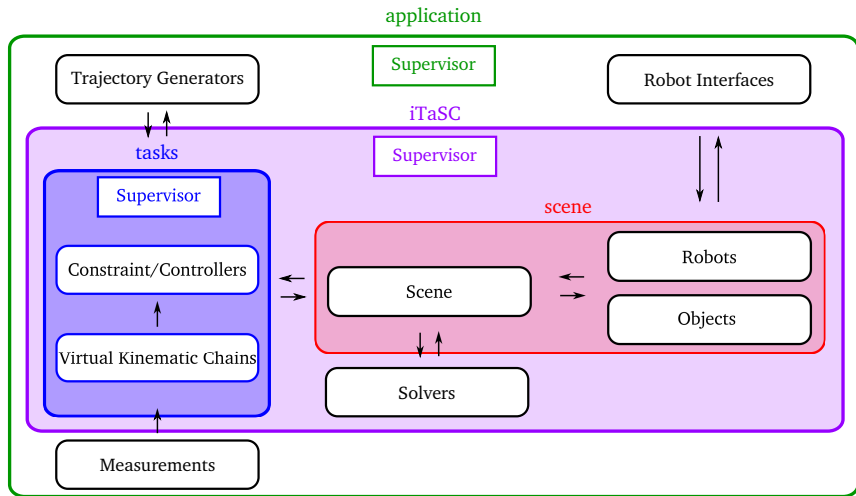 application
Supervisor
Trajectory Generators
Robot Interfaces
iTaSC
Supervisor
tasks
Supervisor
scene
Constraint/Controllers
Robots
Scene
Objects
Virtual Kinematic Chains
Solvers
Measurements